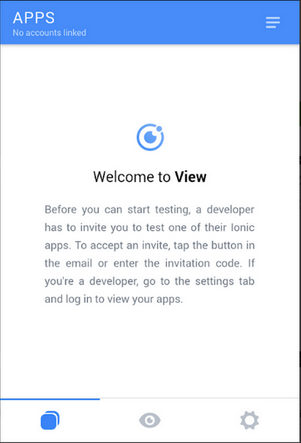 APPS
No accounts linked
Welcome to View
Before you can start testing, a developer
has to invite you to test one of their Ionic
apps. To accept an invite, tap the button in
the email or enter the invitation code. If
you're a developer, go to the settings tab
and log in to view your apps.